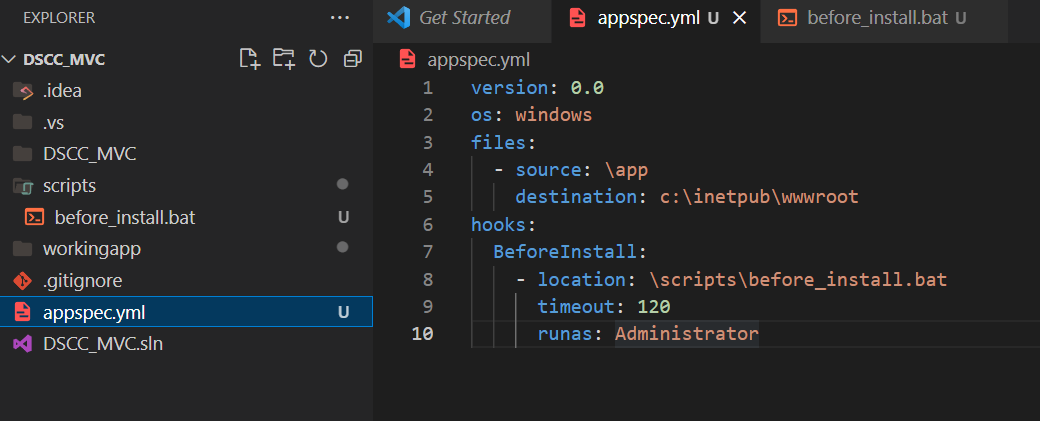 EXPLORER
···
DSCC_MVC
.idea
.vs
DSCC_MVC
scripts
before_install.bat U
workingapp
.gitignore
appspec.yml U
DSCC_MVC.sln
Get Started
appspec.yml U
before_install.bat U
appspec.yml
1 version: 0.0
2 os: windows
3 files:
4 - source: \app
5 destination: c:\inetpub\wwwroot
6 hooks:
7 BeforeInstall:
8 - location: \scripts\before_install.bat
9 timeout: 120
10 runas: Administrator